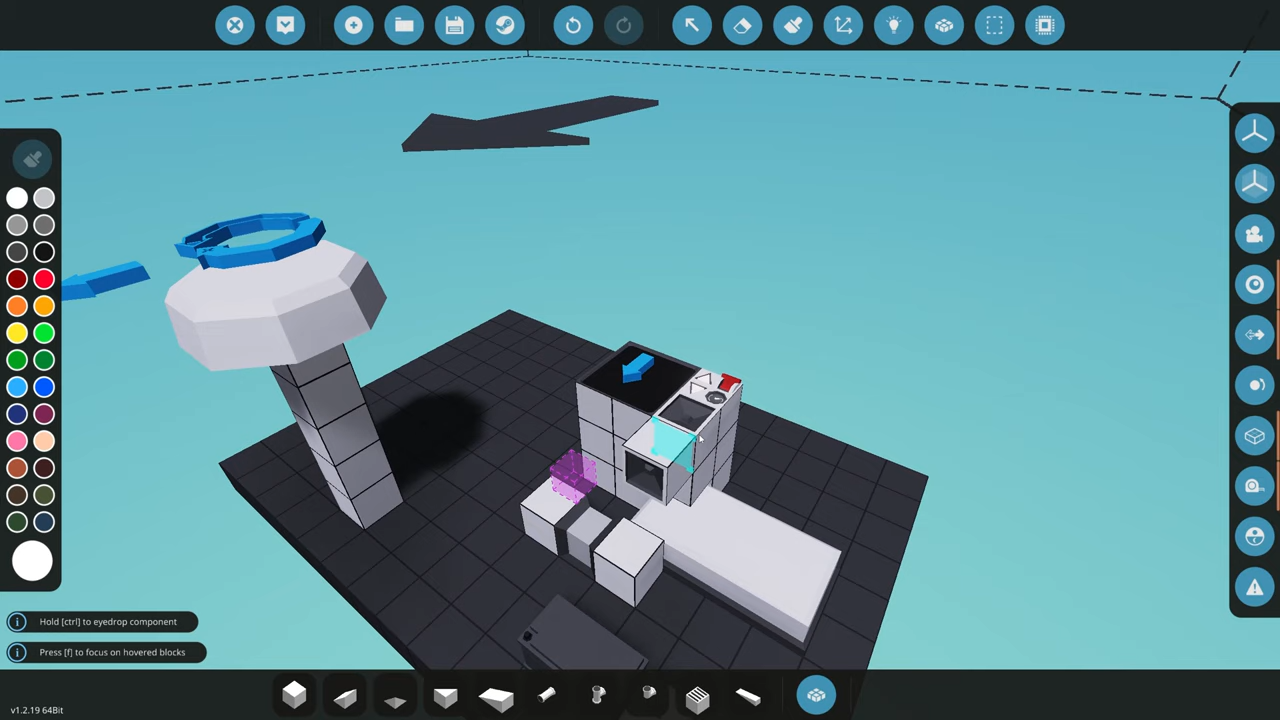 Hold [ctrl] to eyedrop component
Press [f] to focus on hovered blocks
v1.2.19 64Bit